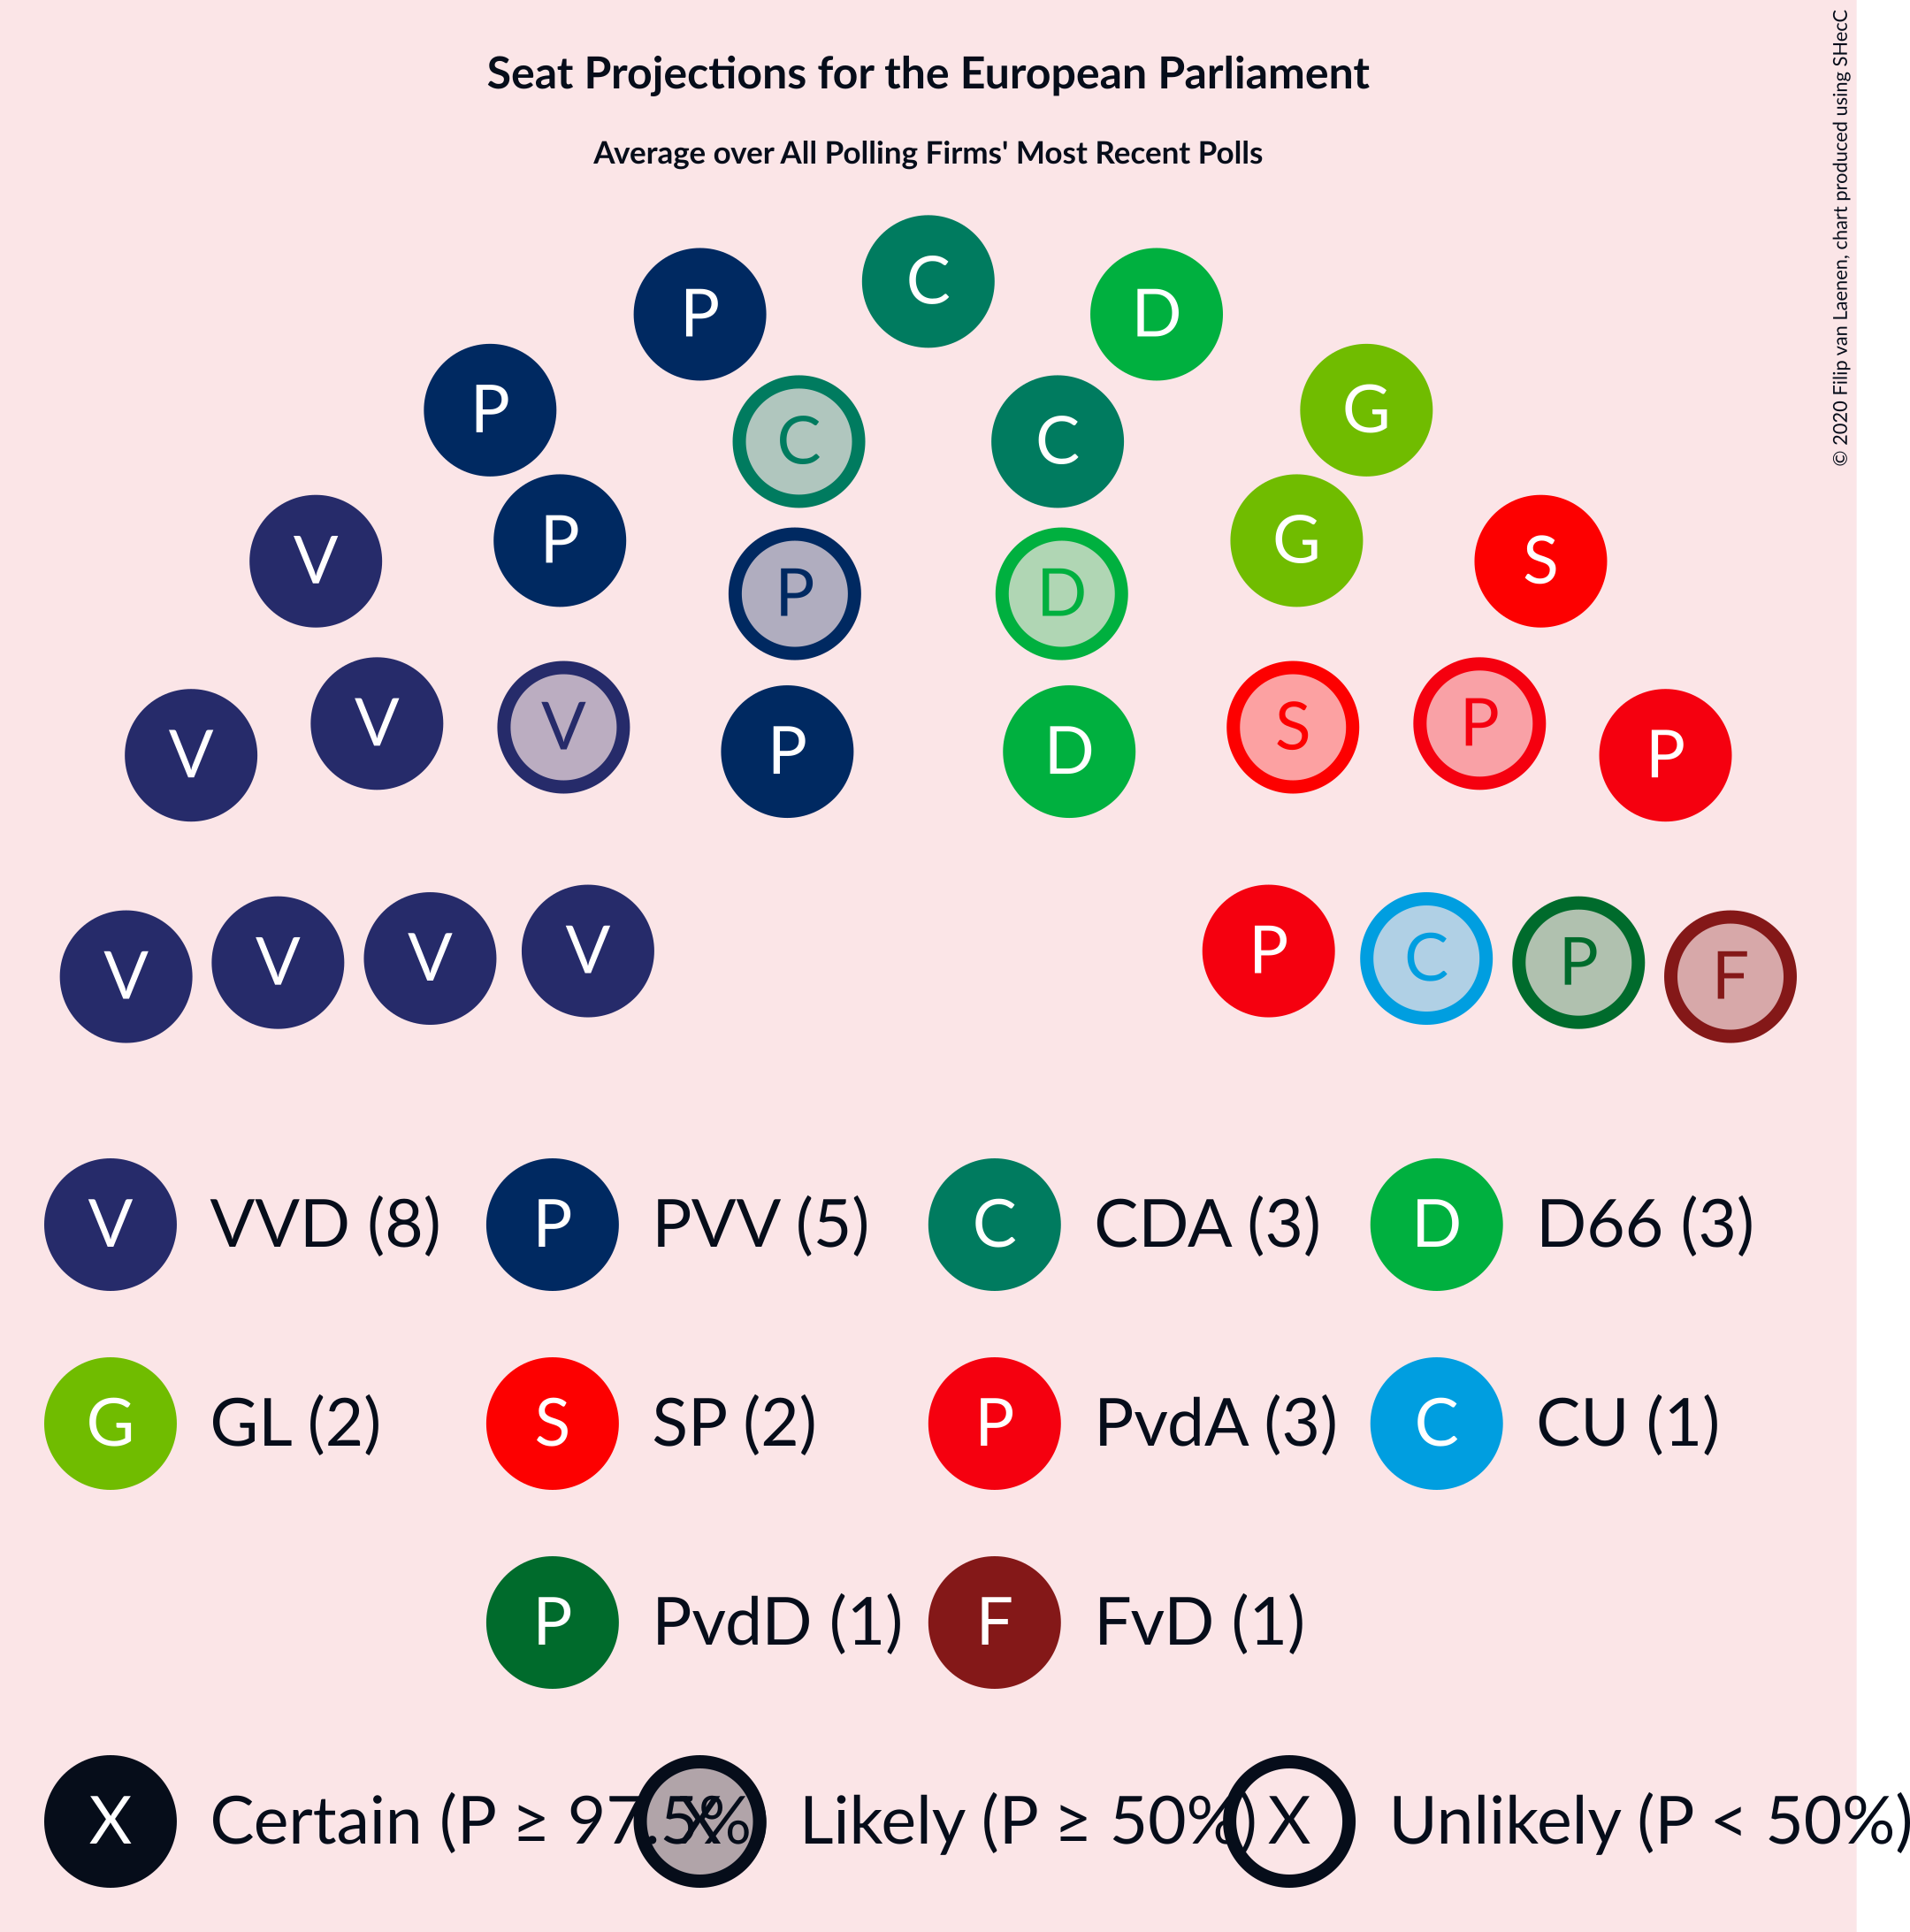 Seat Projections for the European Parliament
Average over All Polling Firms' Most Recent Polls
© 2020 Filip van Laenen, chart produced using SHecC
C
P D
P G
C C
P G
V S
P D
V V P
V P D S P
V P
V V V V P C P F
V VVD (8) P PVV (5) C CDA (3) D D66 (3)
G GL (2) S SP (2) P PvdA (3) C CU (1)
P PvdD (1) F FvD (1)
X Certain (P ≥ 97.5% X Likely (P ≥ 50%) X Unlikely (P < 50%)